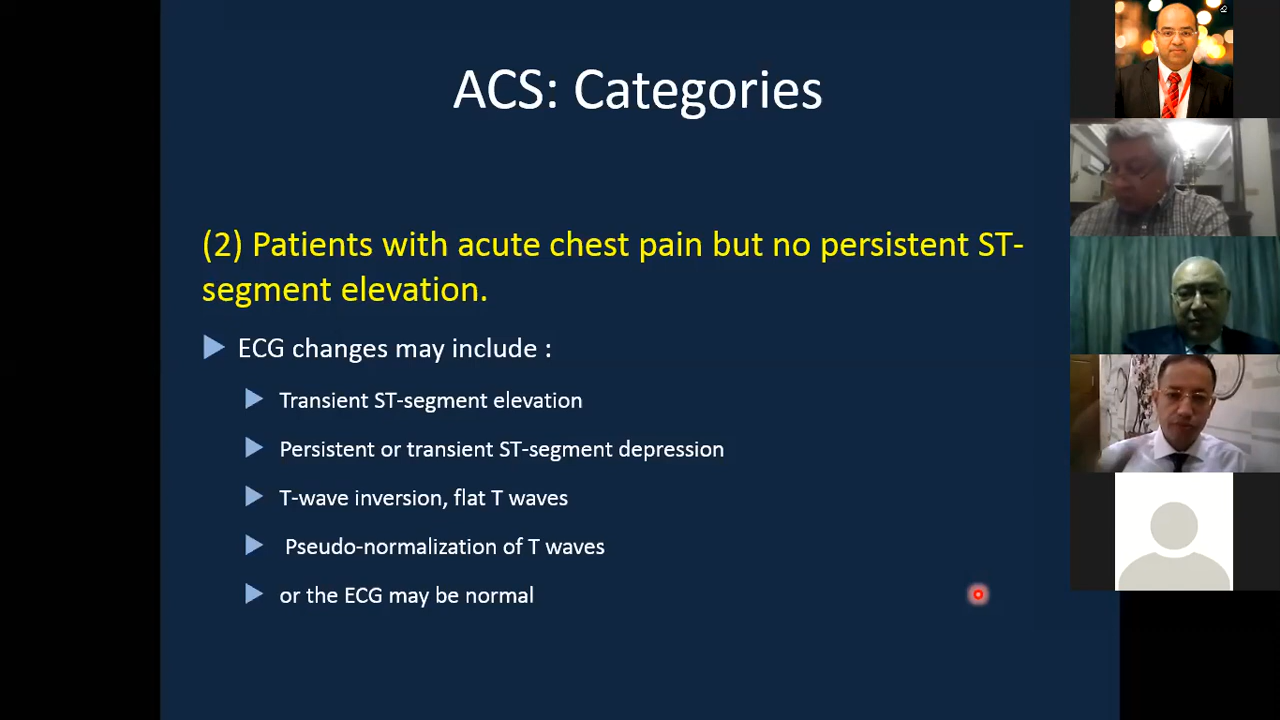 ACS: Categories
(2) Patients with acute chest pain but no persistent ST-
segment elevation.
ECG changes may include :
Transient ST-segment elevation
Persistent or transient ST-segment depression
T-wave inversion, flat T waves
Pseudo-normalization of T waves
or the ECG may be normal